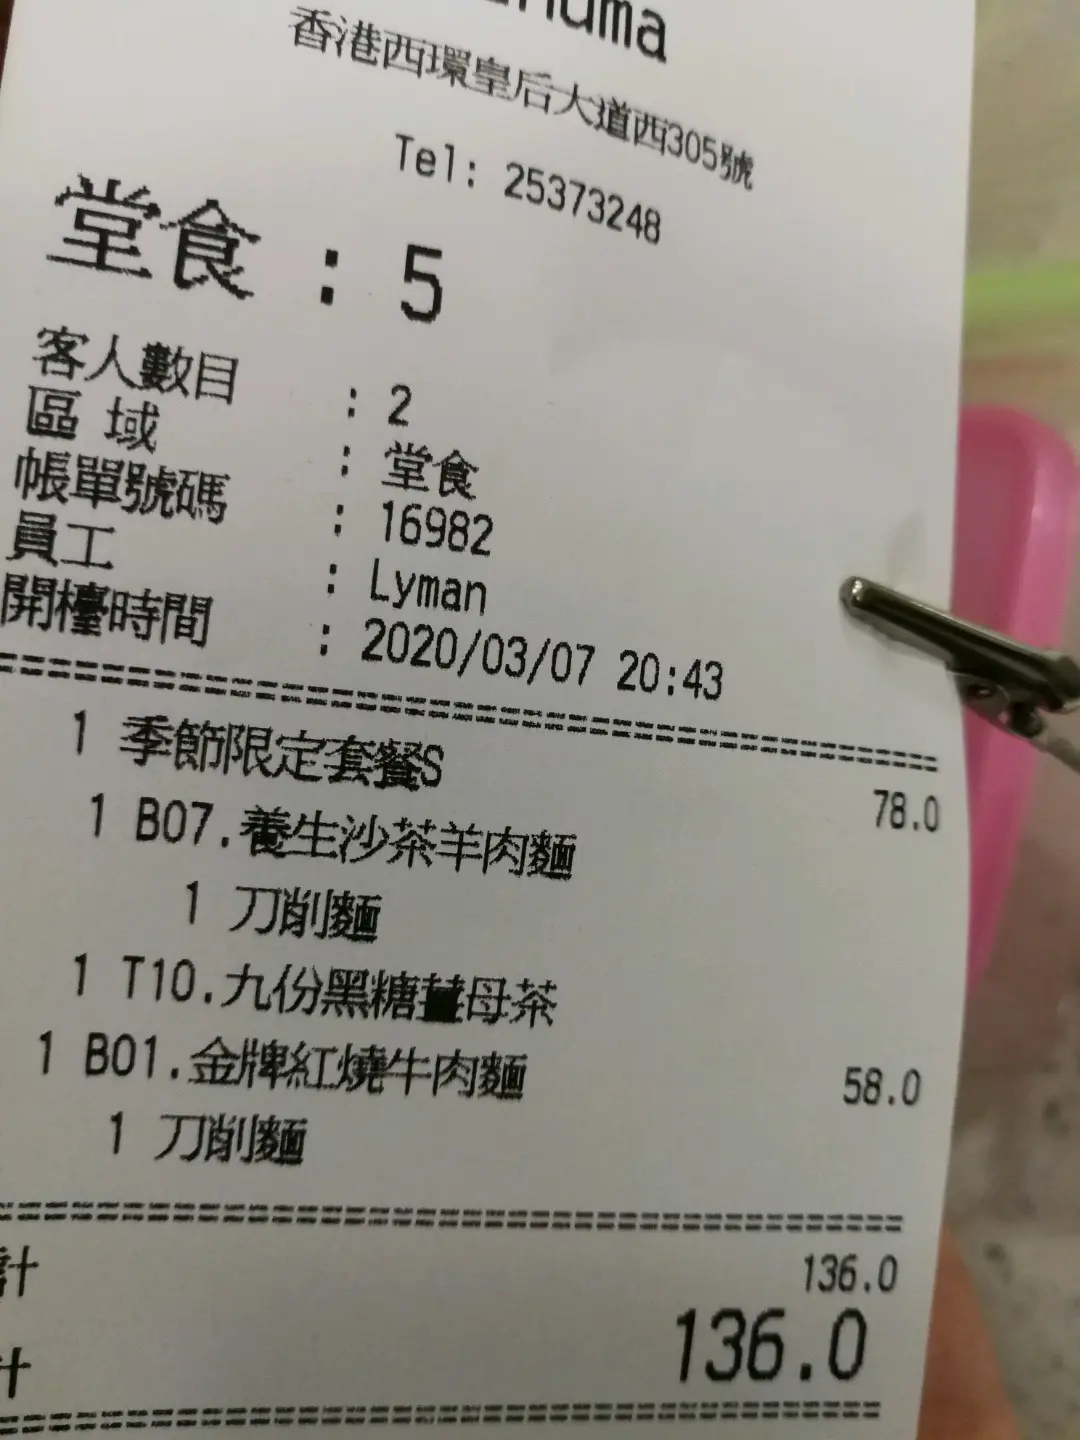 香港西環皇后大道西305號
Tel: 25373248
堂食 : 5
客人數目 : 2
區 域 : 堂食
帳單號碼 : 16982
員工 : Lyman
開檯時間 : 2020/03/07 20:43
1 季節限定套餐S 78.0
1 B07.養生沙茶羊肉麵
1 刀削麵
1 T10.九份黑糖薑母茶
1 B01.金牌紅燒牛肉麵 58.0
1 刀削麵
計 136.0
計 136.0